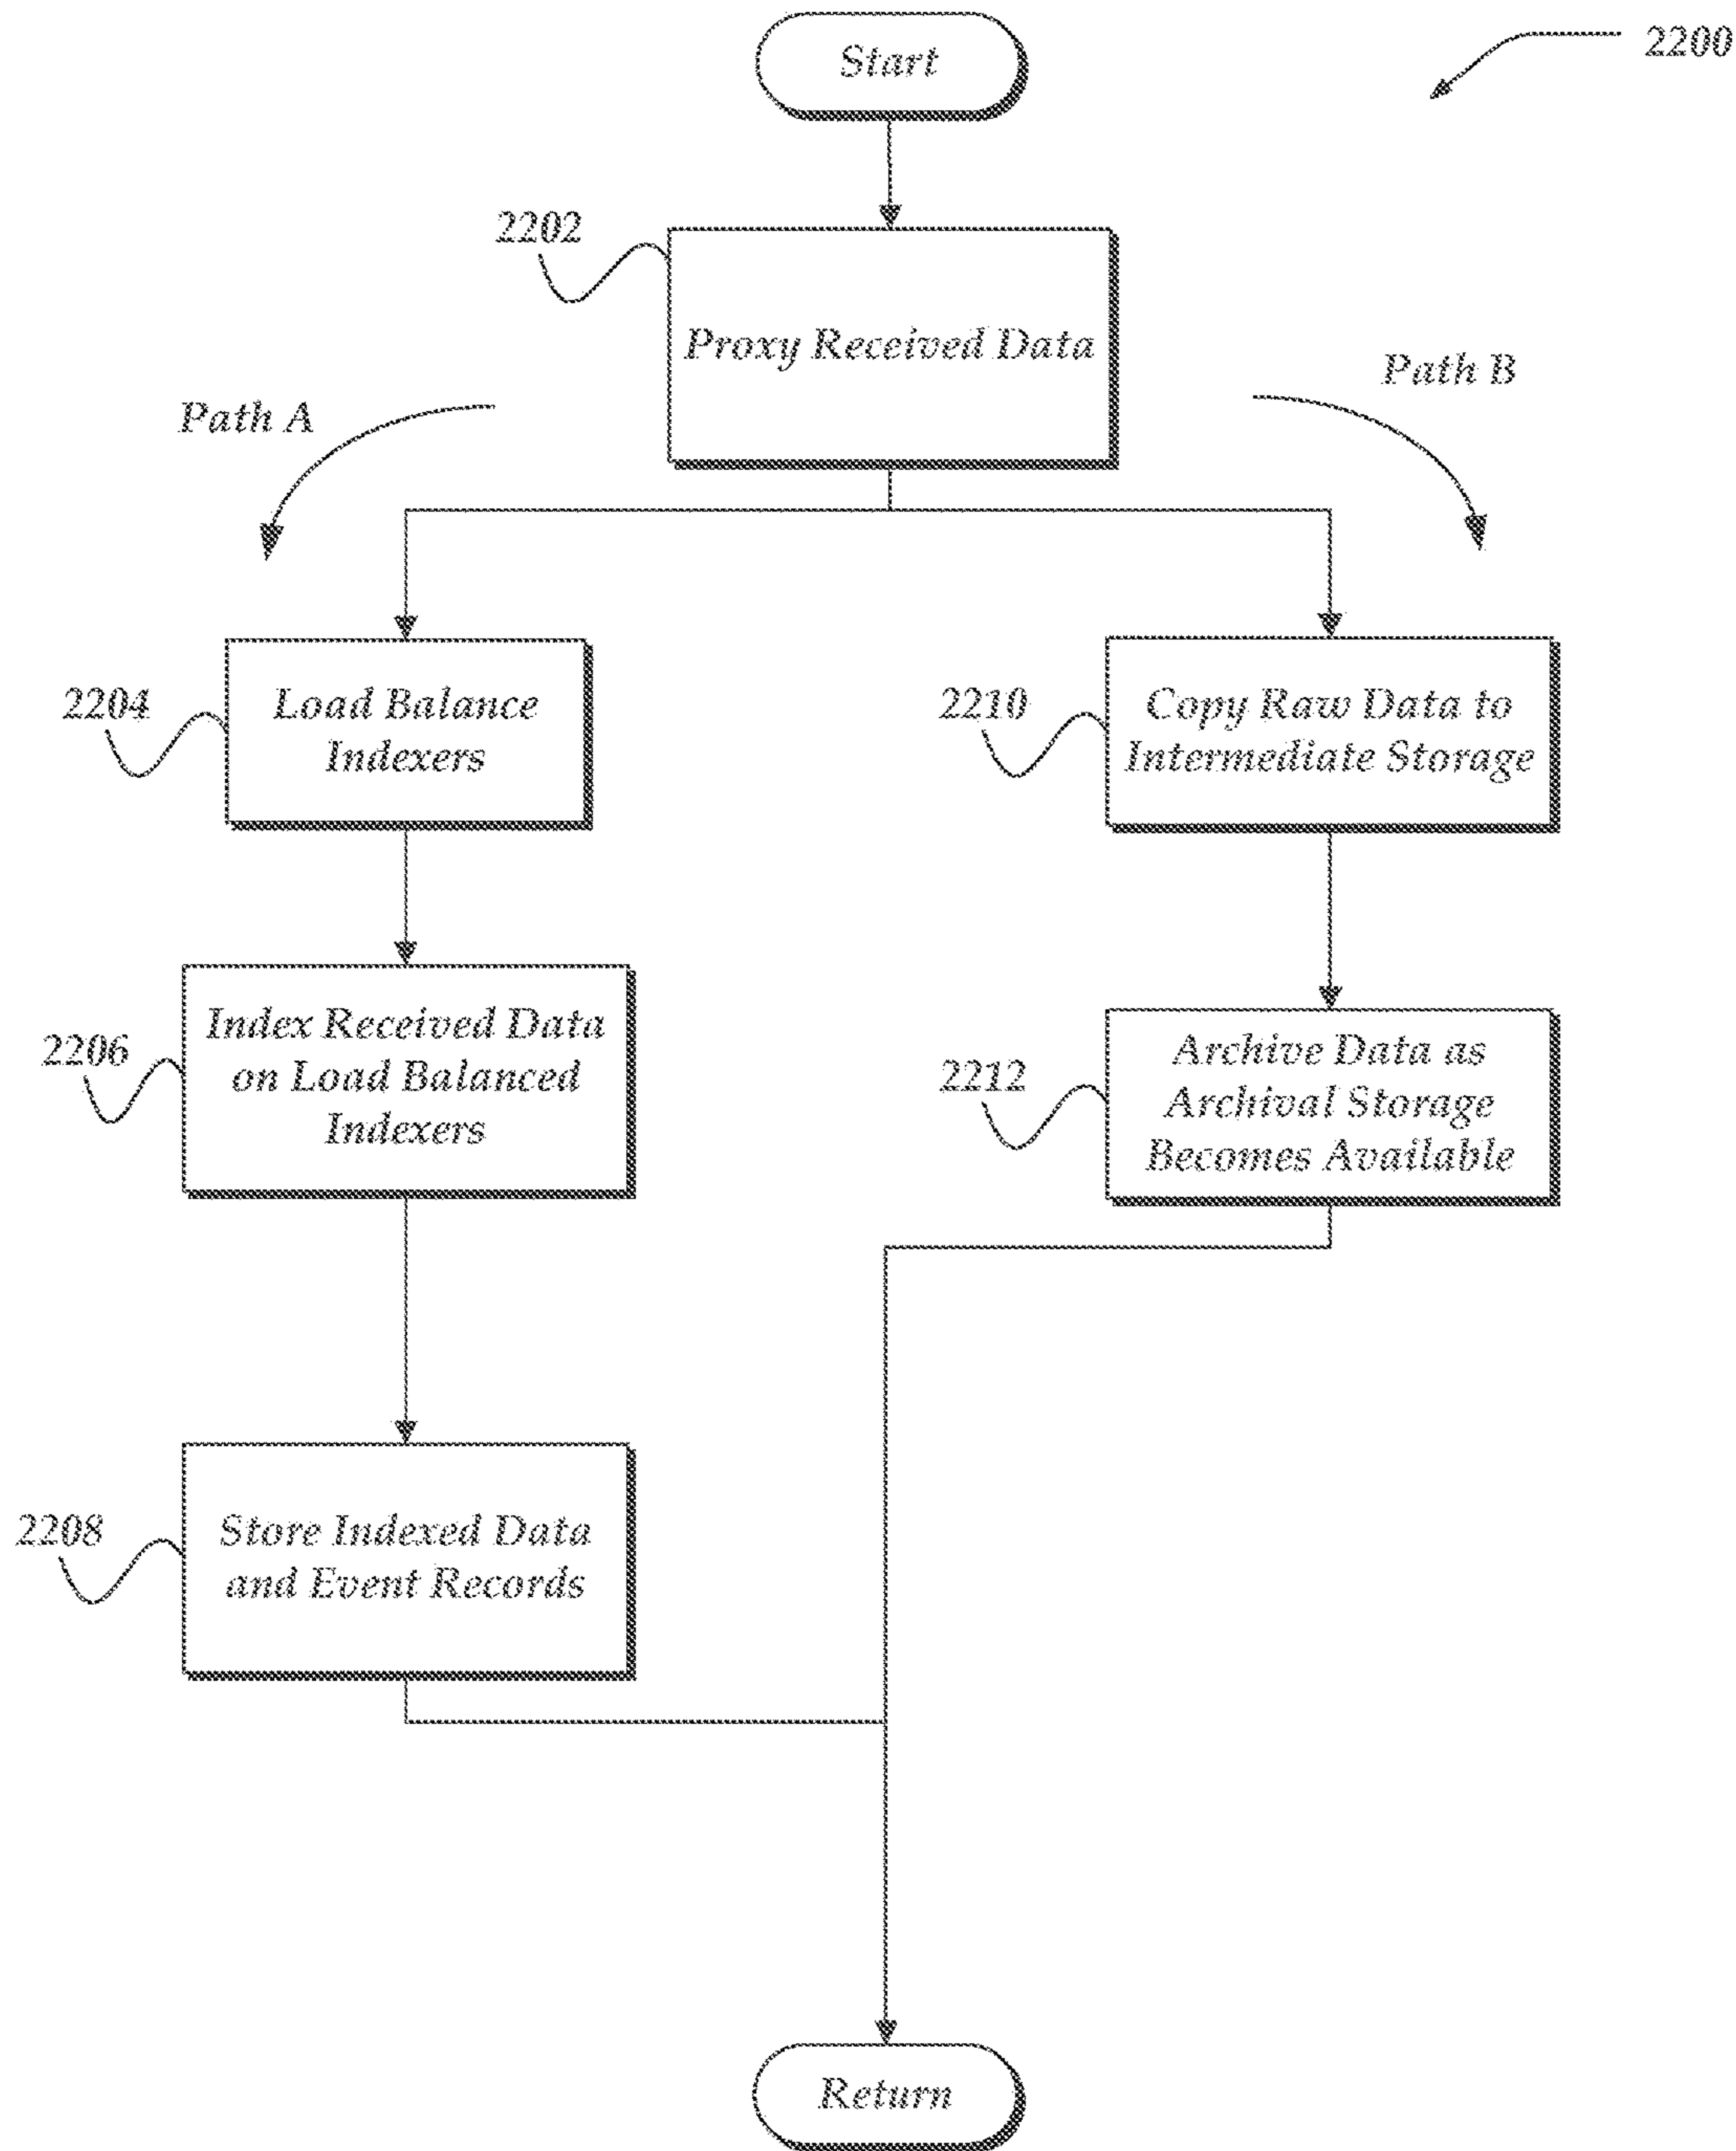 Start
2200
2202
Proxy Received Data
Path A
Path B
2204
Load Balance
Indexers
2210
Copy Raw Data to
Intermediate Storage
2206
Index Received Data
on Load Balanced
Indexers
2212
Archive Data as
Archival Storage
Becomes Available
2208
Store Indexed Data
and Event Records
Return